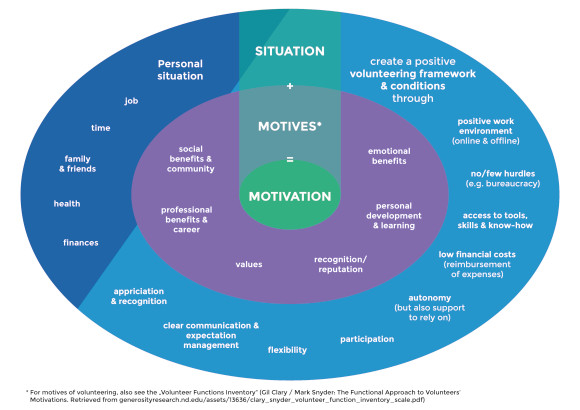 SITUATION
+
MOTIVES*
=
MOTIVATION
Personal
situation
job
time
family
& friends
health
finances
create a positive
volunteering framework
& conditions
through
positive work
environment
(online & offline)
no/few hurdles
(e.g. bureaucracy)
access to tools,
skills & know-how
low financial costs
(reimbursement
of expenses)
autonomy
(but also support
to rely on)
participation
flexibility
clear communication &
expectation
management
appriciation
& recognition
social
benefits &
community
emotional
benefits
professional
benefits &
career
personal
development
& learning
values
recognition/
reputation
* For motives of volunteering, also see the „Volunteer Functions Inventory" (Gil Clary / Mark Snyder: The Functional Approach to Volunteers'
Motivations. Retrieved from generosityresearch.nd.edu/assets/13636/clary_snyder_volunteer_function_inventory_scale.pdf)